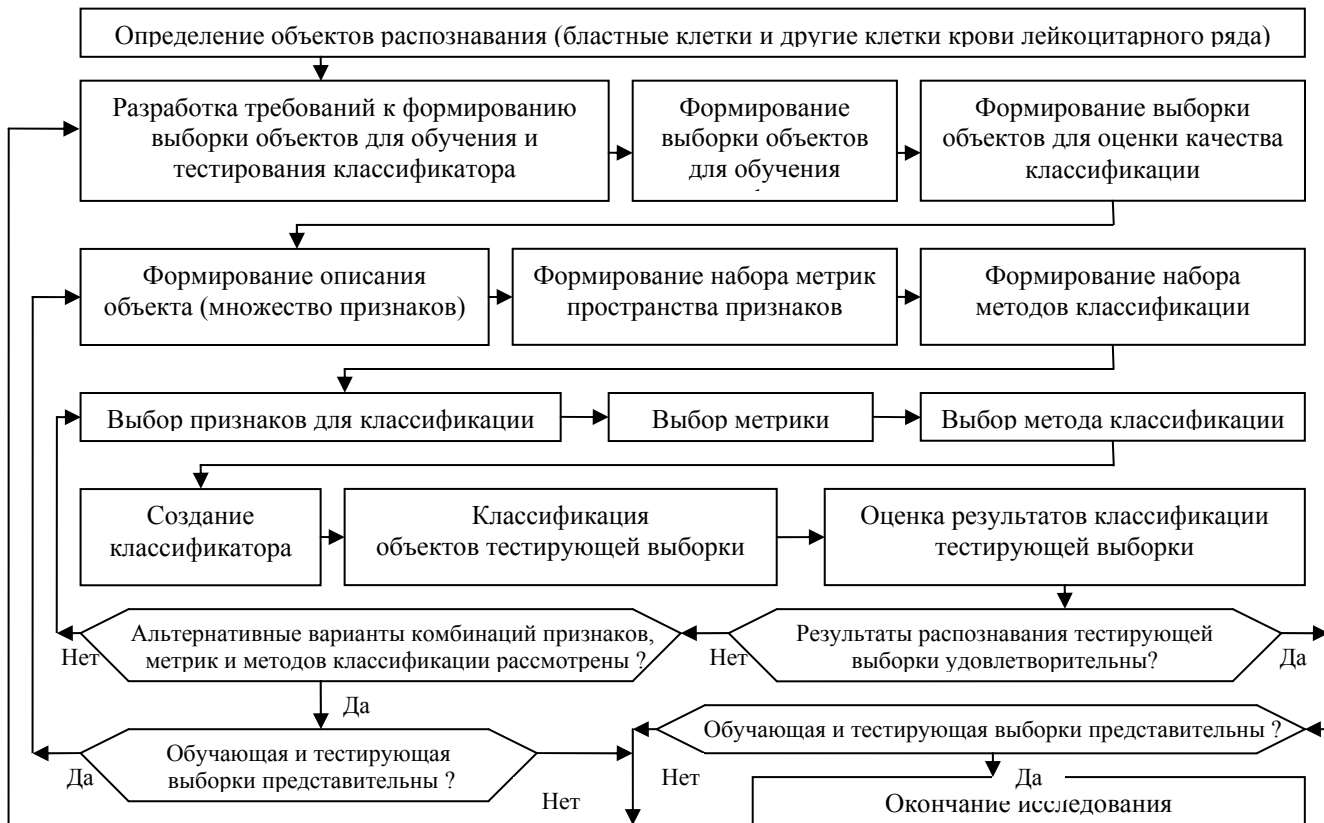 Определение объектов распознавания (бластные клетки и другие клетки крови лейкоцитарного ряда)
Разработка требований к формированию
выборки объектов для обучения и
тестирования классификатора
Формирование
выборки объектов
для обучения
Формирование выборки
объектов для оценки качества
классификации
Формирование описания
объекта (множество признаков)
Формирование набора метрик
пространства признаков
Формирование набора
методов классификации
Выбор признаков для классификации
Выбор метрики
Выбор метода классификации
Создание
классификатора
Классификация
объектов тестирующей выборки
Оценка результатов классификации
тестирующей выборки
Альтернативные варианты комбинаций признаков,
метрик и методов классификации рассмотрены ?
Нет
Нет
Результаты распознавания тестирующей
выборки удовлетворительны?
Да
Да
Обучающая и тестирующая выборки представительны ?
Обучающая и тестирующая
выборки представительны ?
Да
Нет
Нет
Да
Окончание исследования